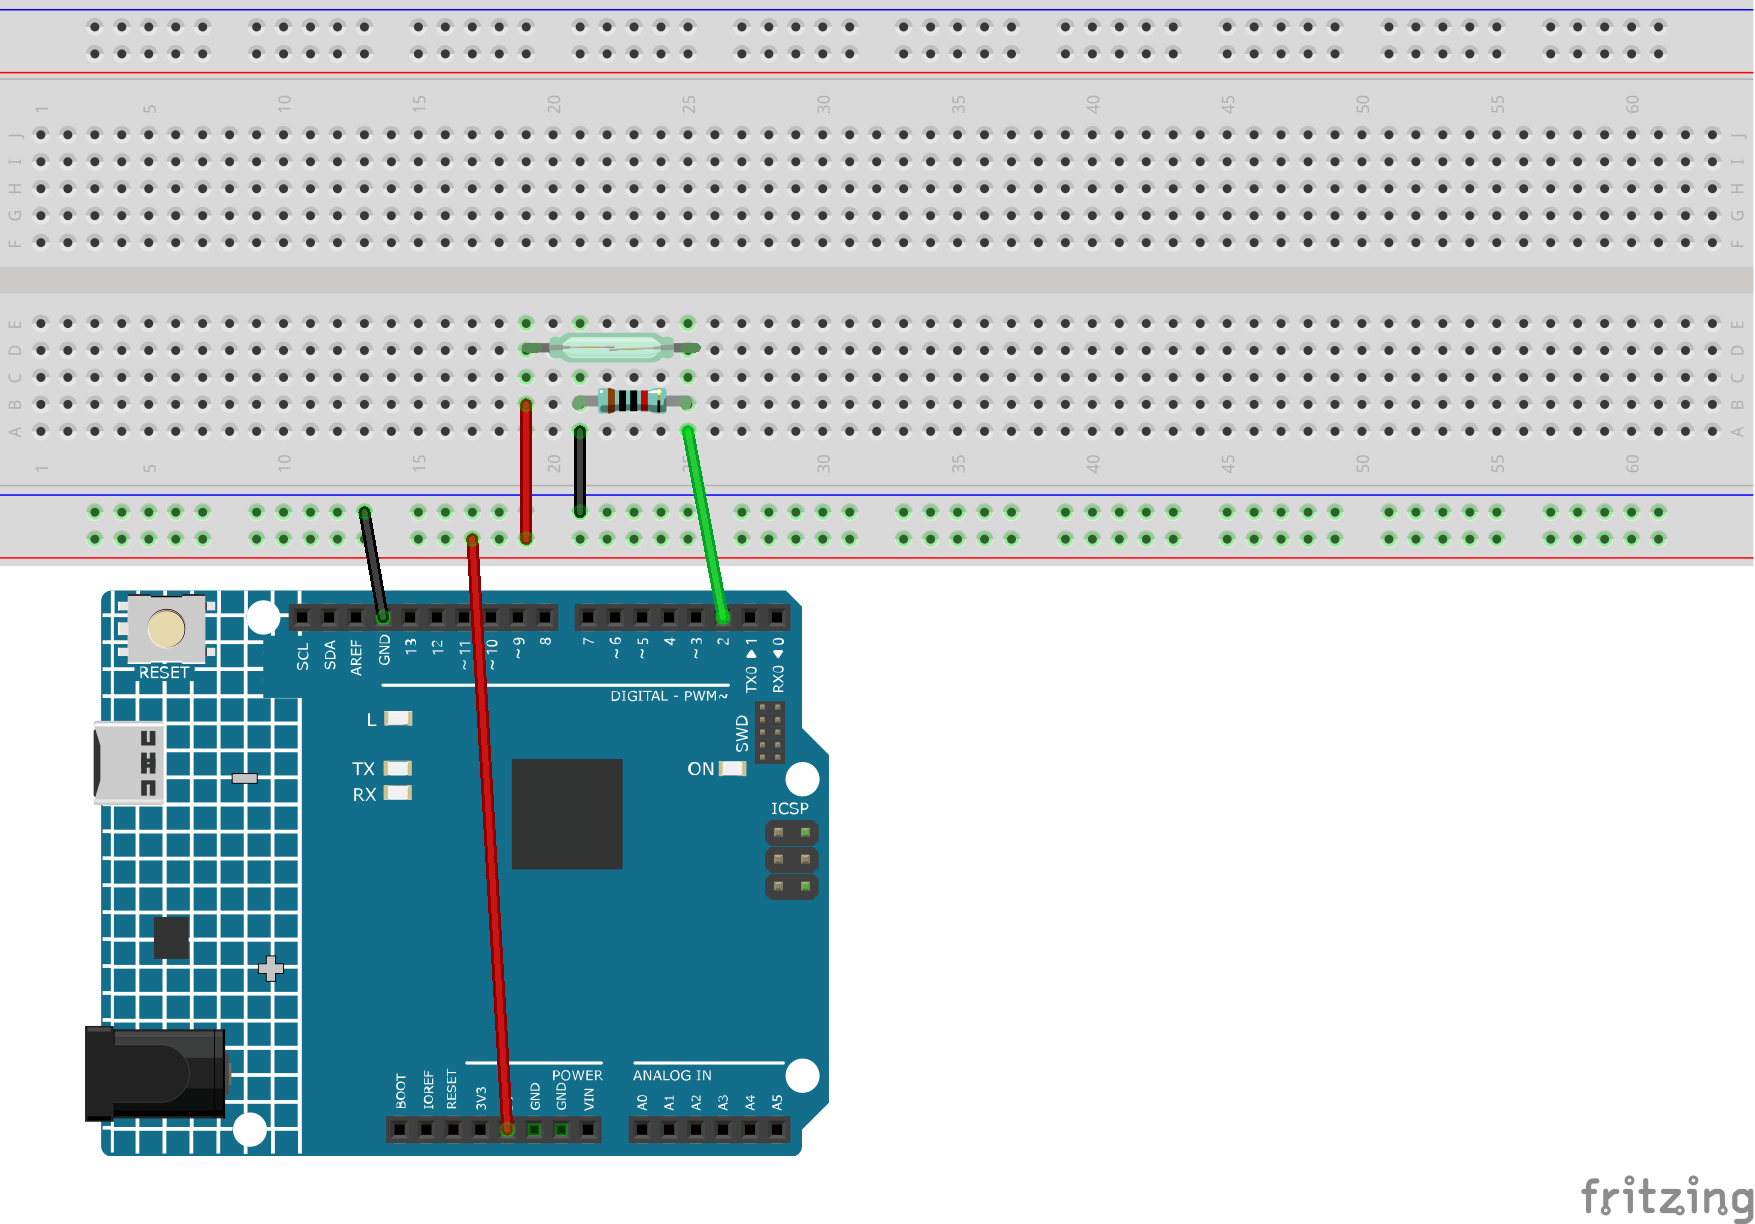 1 5 10 15 20 25 30 35 40 45 50 55 60
J J
I I
H H
G G
F F
E E
D D
C C
B B
A A
1 5 10 15 20 30 35 40 45 50 55 60
RESET
SCL SDA AREF GND 13 12 ~11 ~10 ~9 8 7 ~6 ~5 4 ~3 2 TX0 ▶ 1 RX0 ◀ 0
DIGITAL - PWM~
L
SWD
TX
ON
RX
ICSP
POWER ANALOG IN
BOOT IOREF RESET 3V3 GND GND VIN A0 A1 A2 A3 A4 A5
fritzing